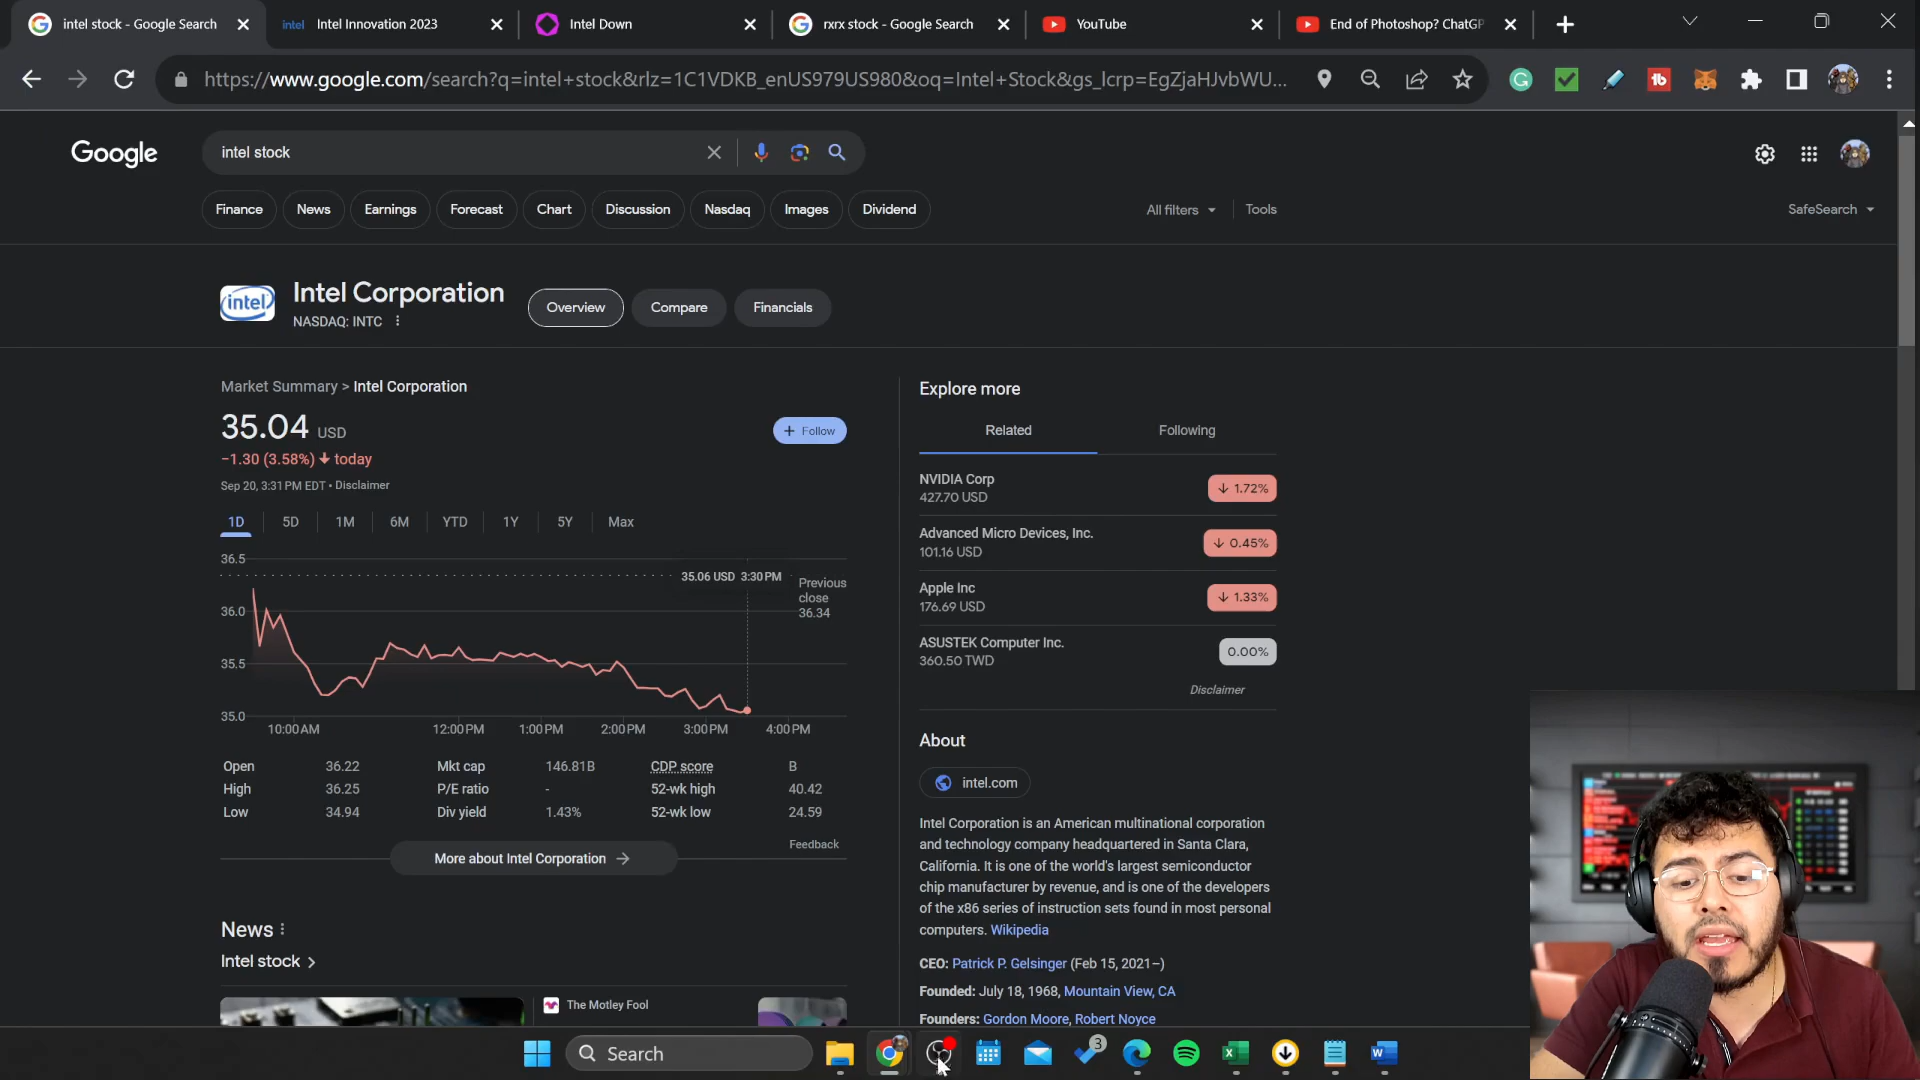 intel stock - Google Search
intel Intel Innovation 2023
Intel Down
rxrx stock - Google Search
YouTube
End of Photoshop? ChatGP
https://www.google.com/search?q=intel+stock&rlz=1C1VDKB_enUS979US980&oq=Intel+Stock&gs_lcrp=EgZjaHJvbWU...
Google
intel stock
Finance
News
Earnings
Forecast
Chart
Discussion
Nasdaq
Images
Dividend
All filters
Tools
SafeSearch
intel
Intel Corporation
NASDAQ: INTC
Overview
Compare
Financials
Market Summary > Intel Corporation
35.04 USD
+ Follow
−1.30 (3.58%) today
Sep 20, 3:31 PM EDT • Disclaimer
1D
5D
1M
6M
YTD
1Y
5Y
Max
36.5
36.0
35.5
35.0
35.06 USD 3:30 PM
Previous
close
36.34
10:00 AM
12:00 PM
1:00 PM
2:00 PM
3:00 PM
4:00 PM
Open 36.22
High 36.25
Low 34.94
Mkt cap 146.81B
P/E ratio -
Div yield 1.43%
CDP score B
52-wk high 40.42
52-wk low 24.59
Feedback
More about Intel Corporation
News
Intel stock
The Motley Fool
Explore more
Related
Following
NVIDIA Corp
427.70 USD
1.72%
Advanced Micro Devices, Inc.
101.16 USD
0.45%
Apple Inc
176.69 USD
1.33%
ASUSTEK Computer Inc.
360.50 TWD
0.00%
Disclaimer
About
intel.com
Intel Corporation is an American multinational corporation
and technology company headquartered in Santa Clara,
California. It is one of the world's largest semiconductor
chip manufacturer by revenue, and is one of the developers
of the x86 series of instruction sets found in most personal
computers. Wikipedia
CEO: Patrick P. Gelsinger (Feb 15, 2021–)
Founded: July 18, 1968, Mountain View, CA
Founders: Gordon Moore, Robert Noyce
Search
3